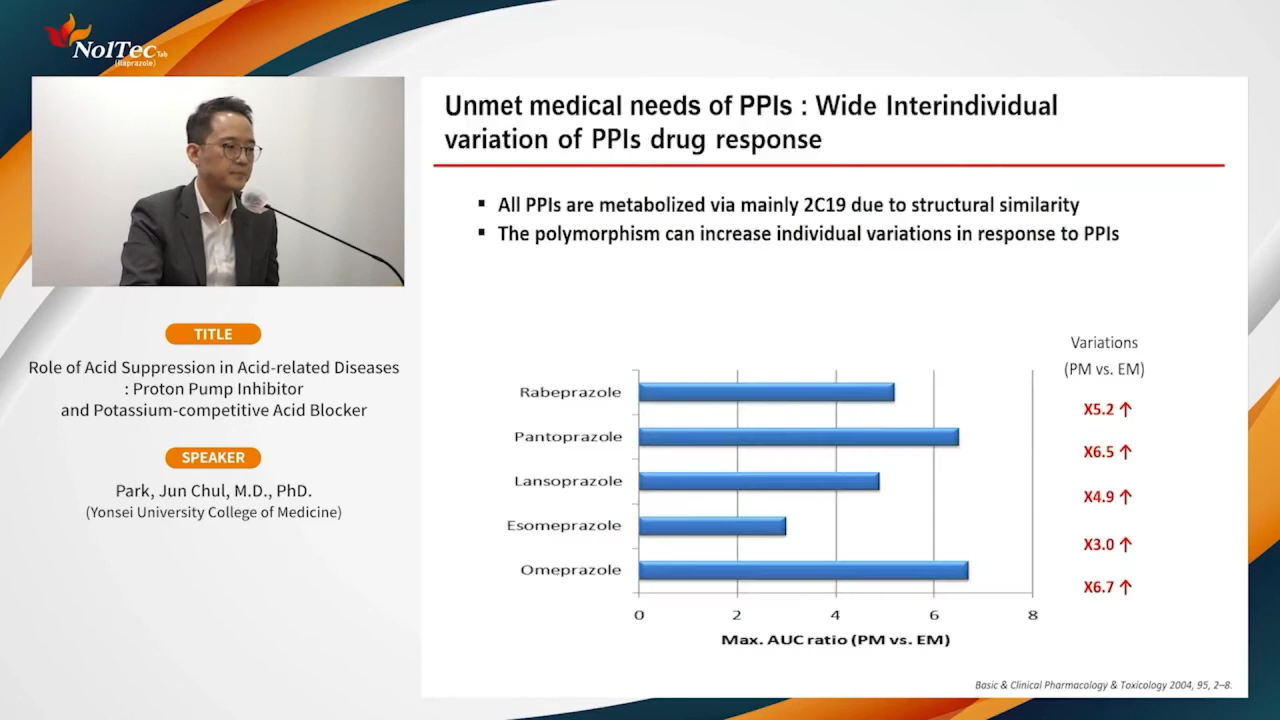 NolTec Tab
(Ilaprazole)
Unmet medical needs of PPIs : Wide Interindividual
variation of PPIs drug response
▪ All PPIs are metabolized via mainly 2C19 due to structural similarity
▪ The polymorphism can increase individual variations in response to PPIs
TITLE
Role of Acid Suppression in Acid-related Diseases
: Proton Pump Inhibitor
and Potassium-competitive Acid Blocker
SPEAKER
Park, Jun Chul, M.D., PhD.
(Yonsei University College of Medicine)
Variations
(PM vs. EM)
Rabeprazole
X5.2 ↑
Pantoprazole
X6.5 ↑
Lansoprazole
X4.9 ↑
Esomeprazole
X3.0 ↑
Omeprazole
X6.7 ↑
0 2 4 6 8
Max. AUC ratio (PM vs. EM)
Basic & Clinical Pharmacology & Toxicology 2004, 95, 2–8.